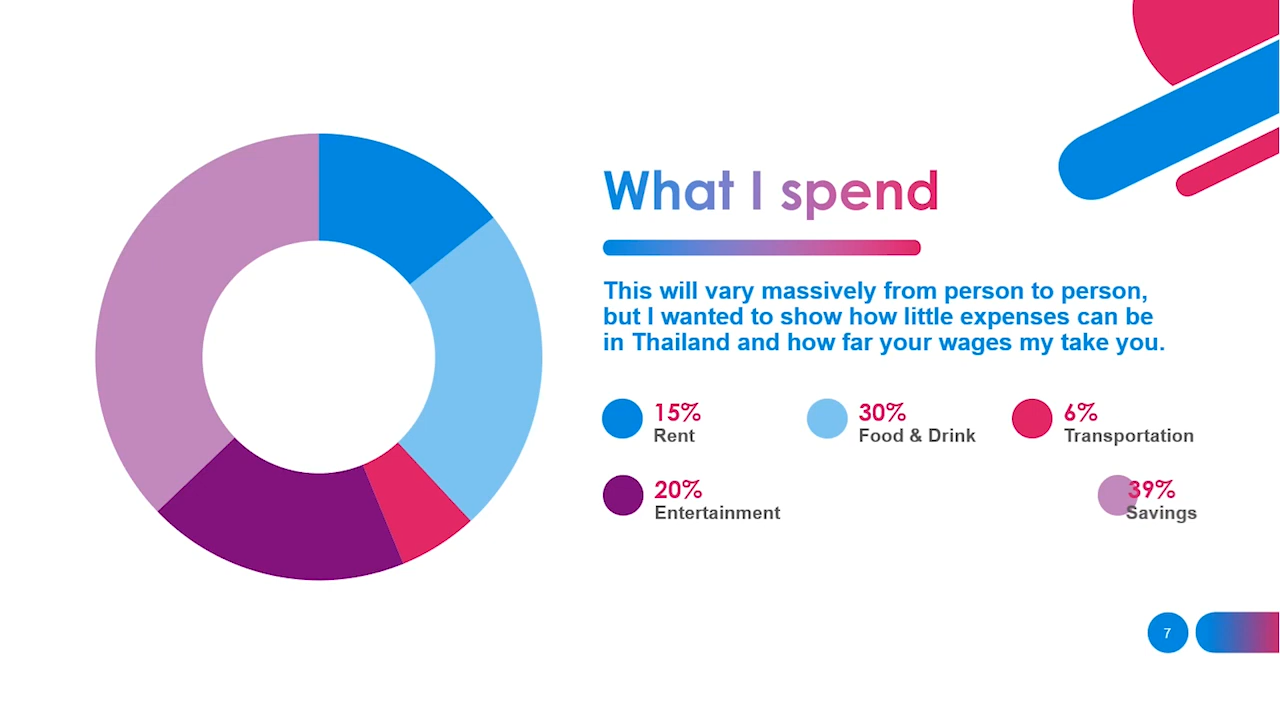 What I spend
This will vary massively from person to person,
but I wanted to show how little expenses can be
in Thailand and how far your wages my take you.
15%
Rent
30%
Food & Drink
6%
Transportation
20%
Entertainment
39%
Savings
7